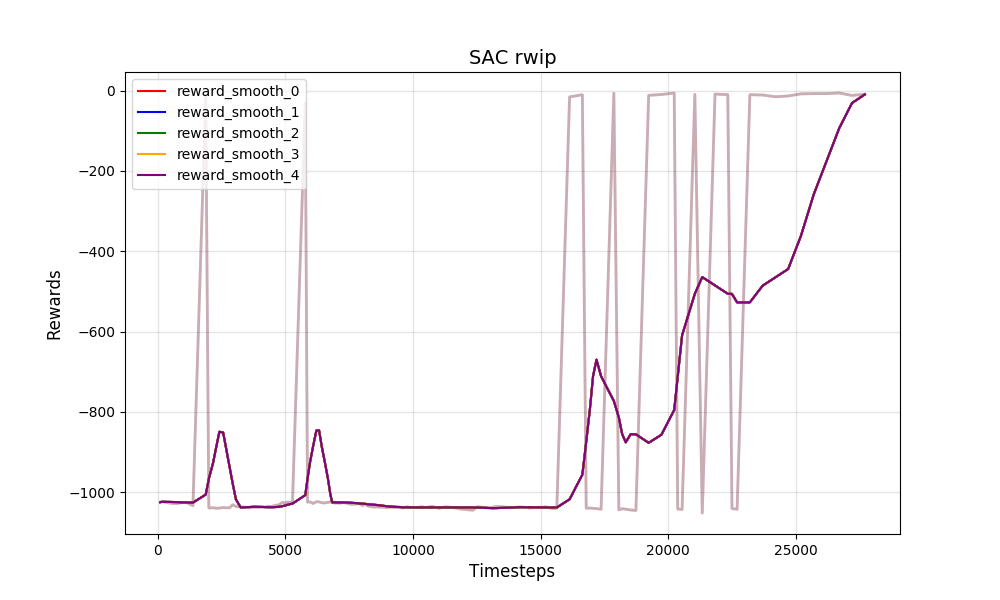 SAC rwip
reward_smooth_0
reward_smooth_1
reward_smooth_2
reward_smooth_3
reward_smooth_4
Rewards
0
−200
−400
−600
−800
−1000
0
5000
10000
15000
20000
25000
Timesteps